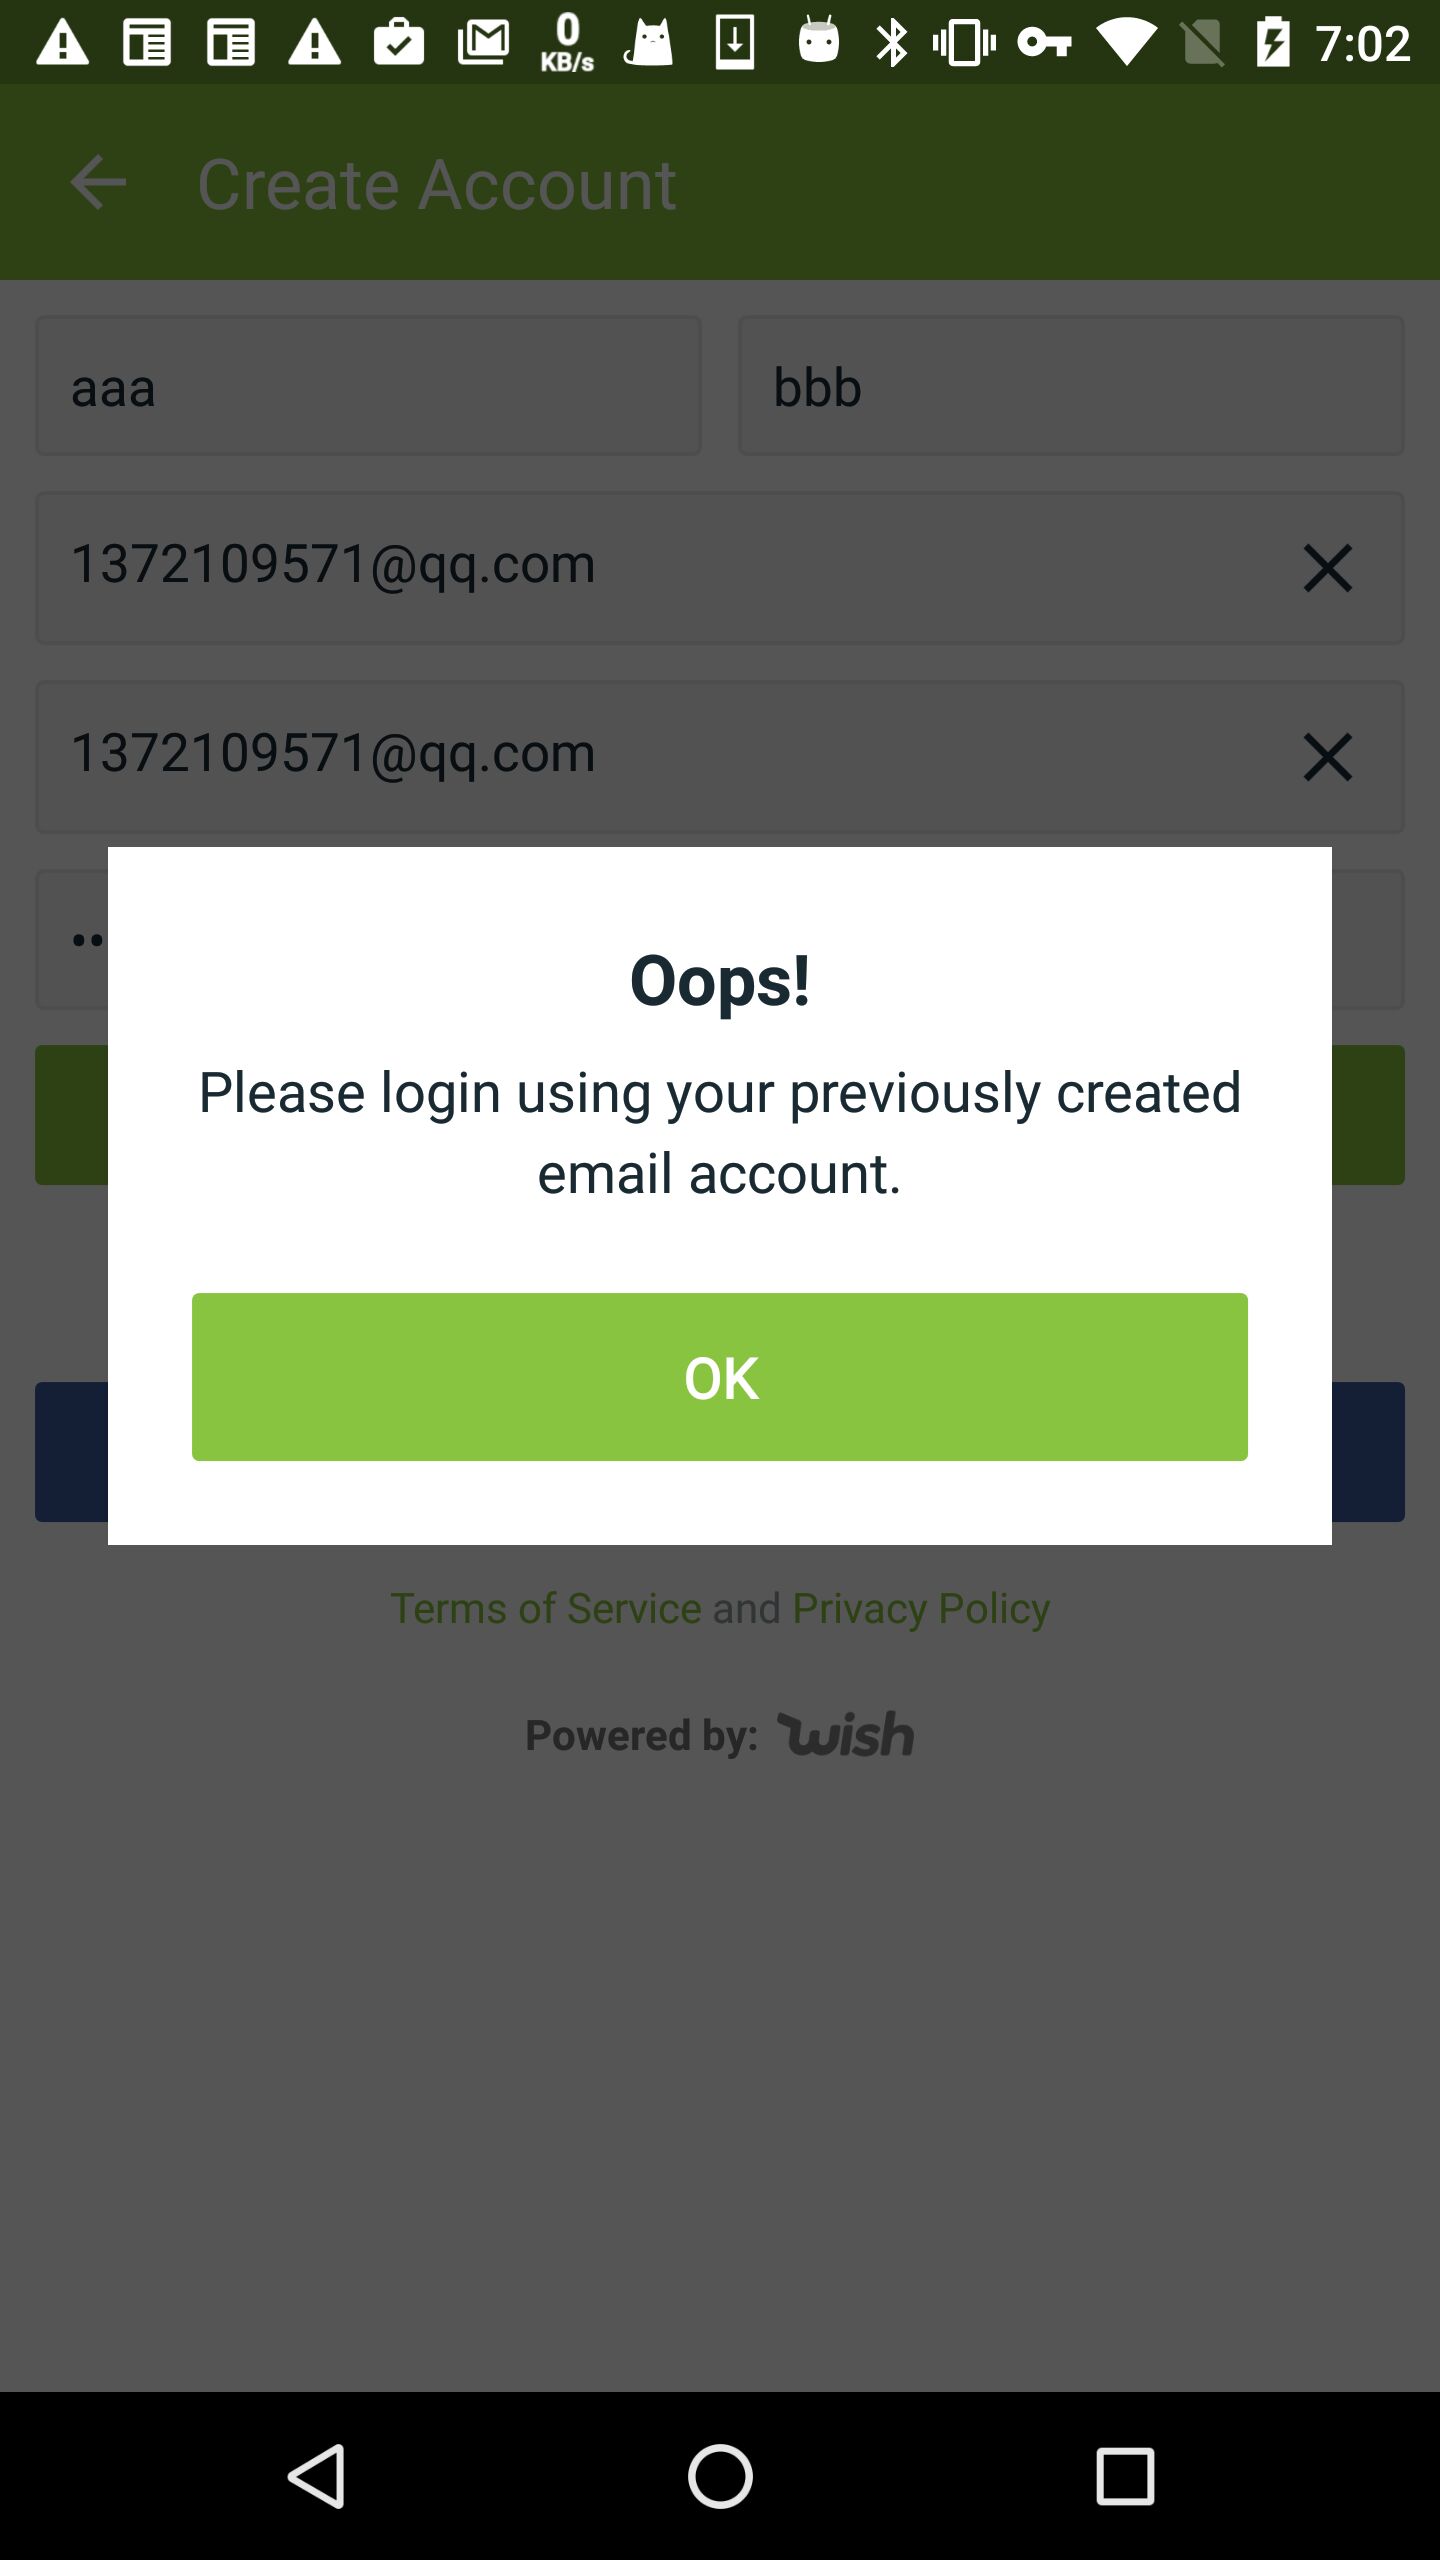 0
KB/s
7:02
Create Account
aaa
bbb
1372109571@qq.com
1372109571@qq.com
••
Oops!
Please login using your previously created
email account.
OK
Terms of Service and Privacy Policy
Powered by: wish